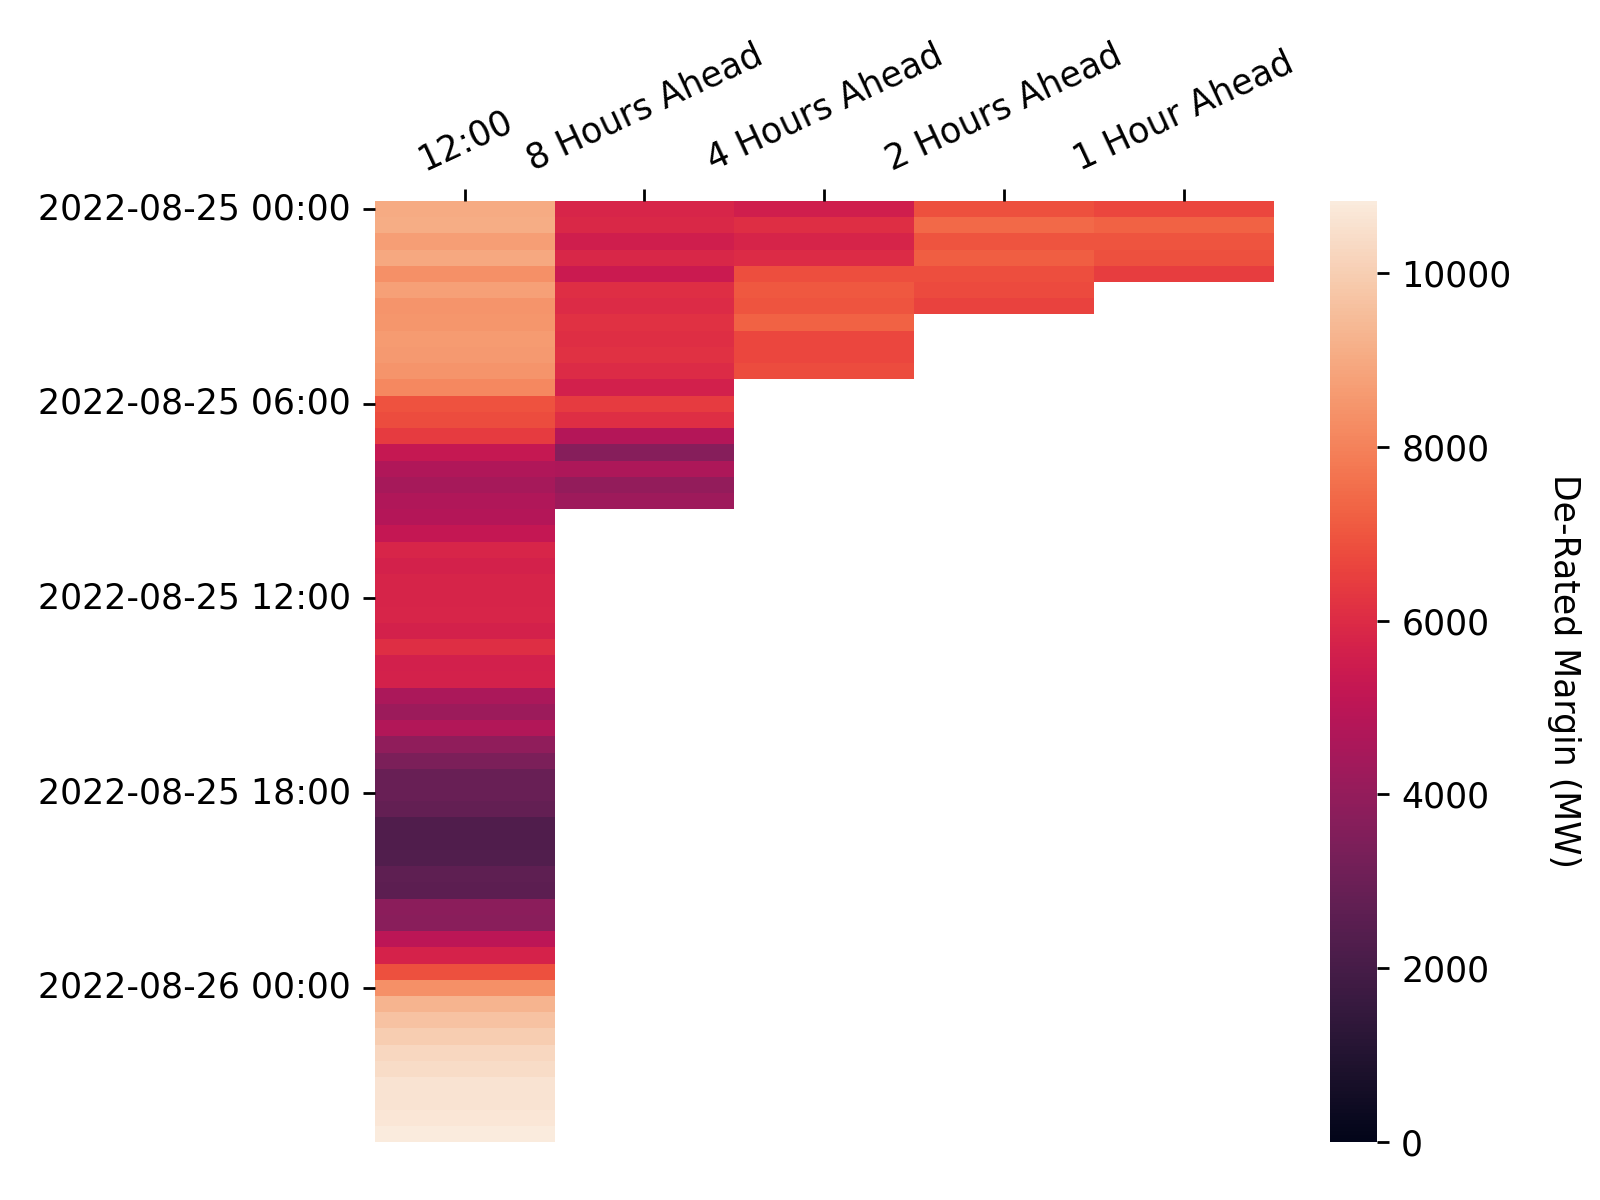 12:00
8 Hours Ahead
4 Hours Ahead
2 Hours Ahead
1 Hour Ahead
2022-08-25 00:00
2022-08-25 06:00
2022-08-25 12:00
2022-08-25 18:00
2022-08-26 00:00
10000
8000
6000
4000
2000
0
De-Rated Margin (MW)